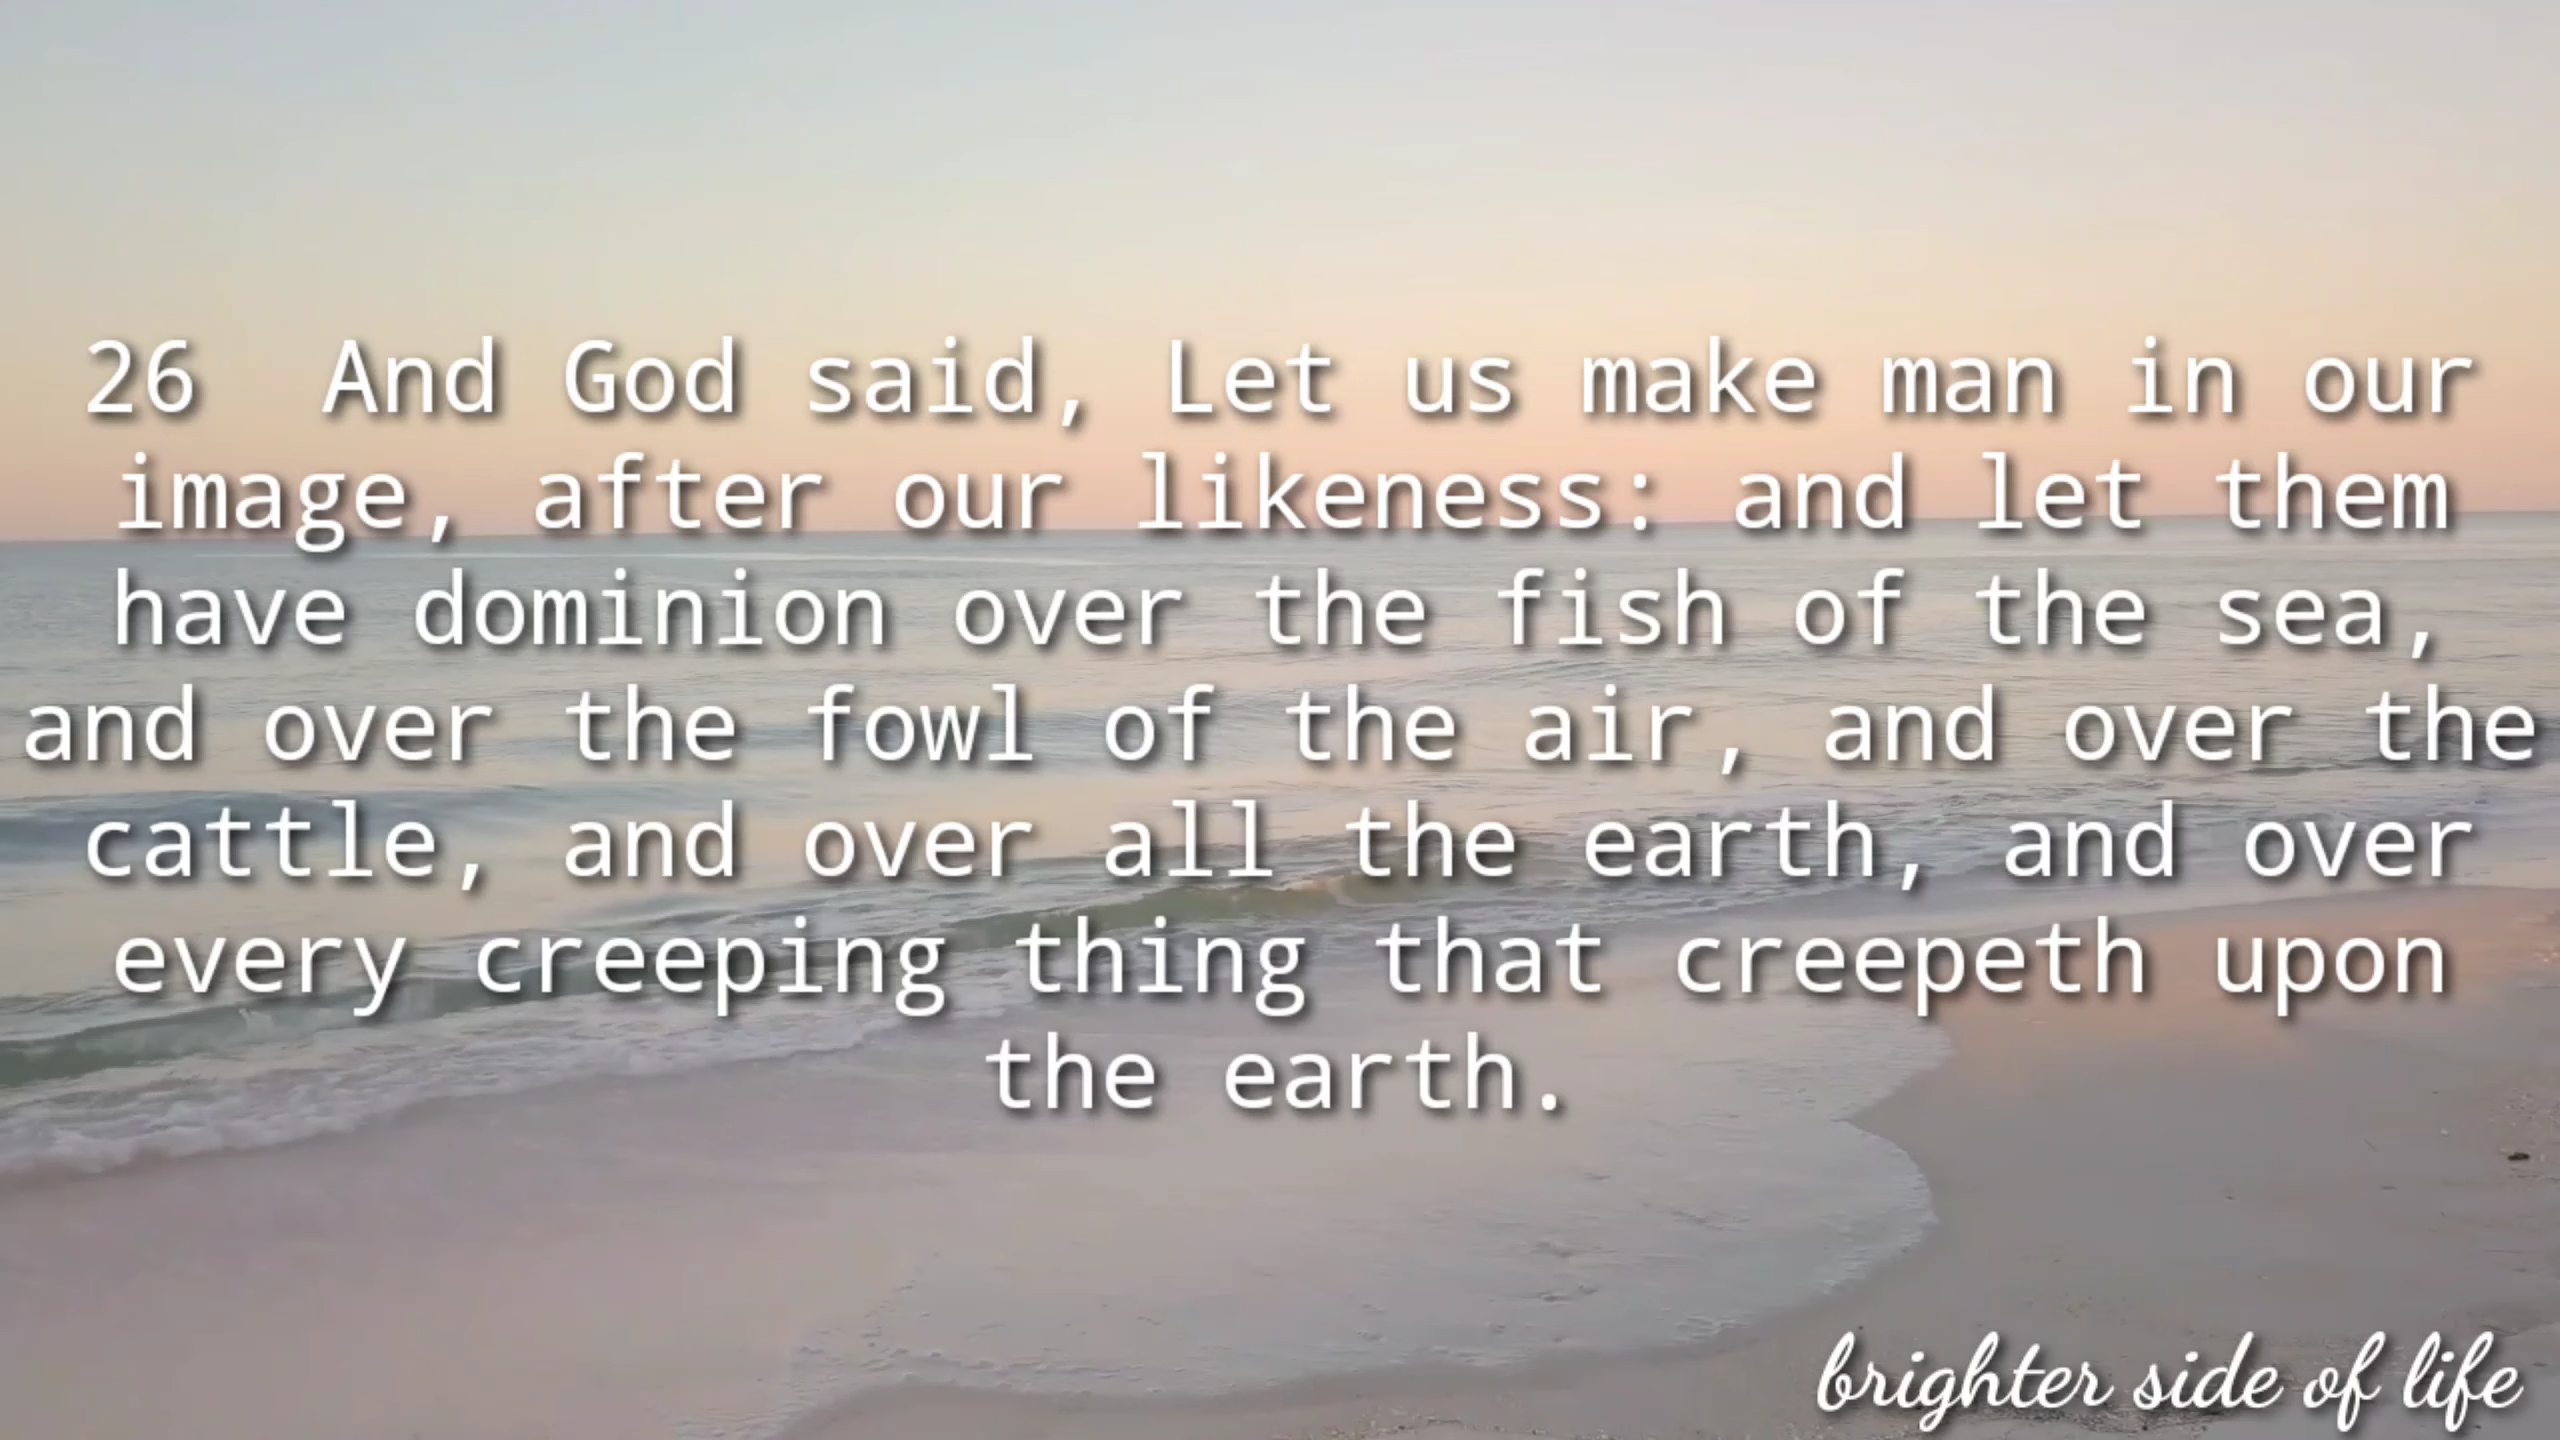 26  And God said, Let us make man in our
image, after our likeness: and let them
have dominion over the fish of the sea,
and over the fowl of the air, and over the
cattle, and over all the earth, and over
every creeping thing that creepeth upon
the earth.
brighter side of life